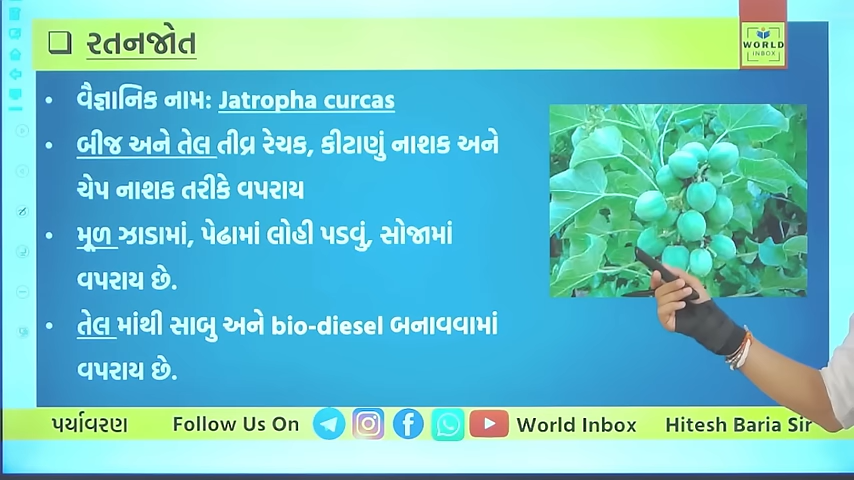 ❑ રતનજોત
WORLD
INBOX
• વૈજ્ઞાનિક નામ: Jatropha curcas
• બીજ અને તેલ તીવ્ર રેચક, કીટાણું નાશક અને
ચેપ નાશક તરીકે વપરાય
• મૂળ ઝાડામાં, પેઢામાં લોહી પડવું, સોજામાં
વપરાય છે.
• તેલ માંથી સાબુ અને bio-diesel બનાવવામાં
વપરાય છે.
પર્યાવરણ Follow Us On World Inbox Hitesh Baria Sir